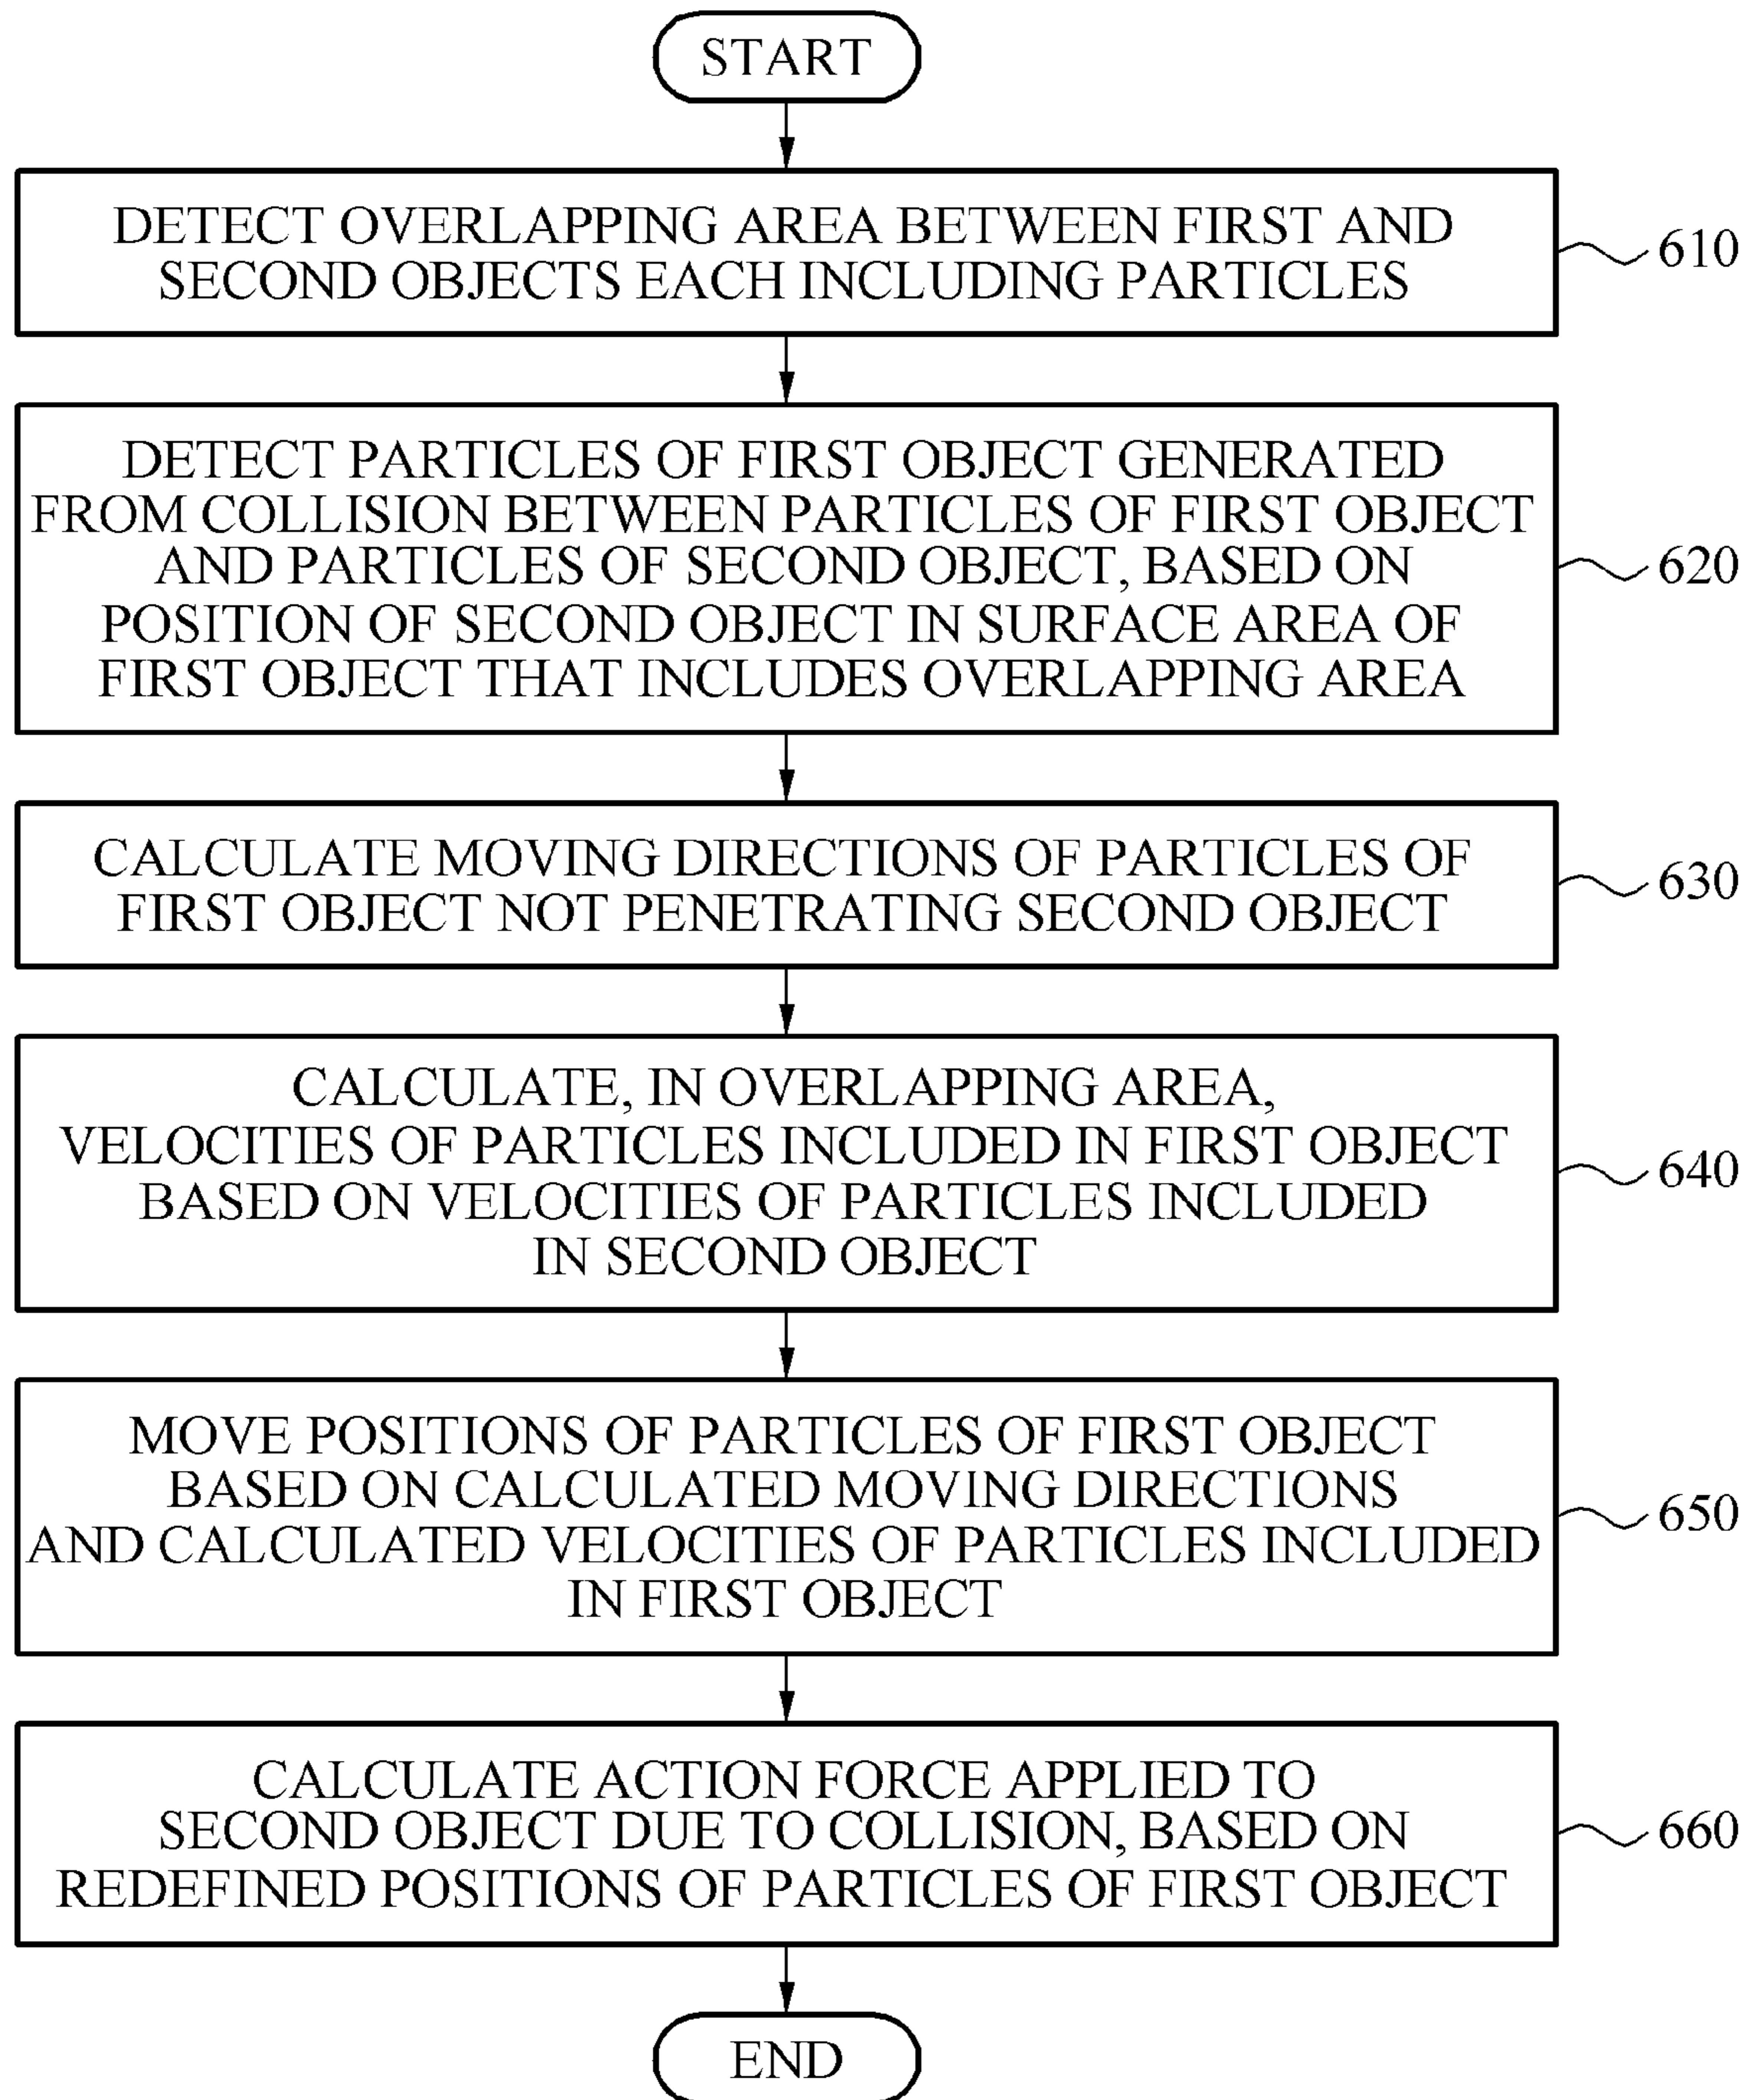 START
DETECT OVERLAPPING AREA BETWEEN FIRST AND
SECOND OBJECTS EACH INCLUDING PARTICLES
610
DETECT PARTICLES OF FIRST OBJECT GENERATED
FROM COLLISION BETWEEN PARTICLES OF FIRST OBJECT
AND PARTICLES OF SECOND OBJECT, BASED ON
POSITION OF SECOND OBJECT IN SURFACE AREA OF
FIRST OBJECT THAT INCLUDES OVERLAPPING AREA
620
CALCULATE MOVING DIRECTIONS OF PARTICLES OF
FIRST OBJECT NOT PENETRATING SECOND OBJECT
630
CALCULATE, IN OVERLAPPING AREA,
VELOCITIES OF PARTICLES INCLUDED IN FIRST OBJECT
BASED ON VELOCITIES OF PARTICLES INCLUDED
IN SECOND OBJECT
640
MOVE POSITIONS OF PARTICLES OF FIRST OBJECT
BASED ON CALCULATED MOVING DIRECTIONS
AND CALCULATED VELOCITIES OF PARTICLES INCLUDED
IN FIRST OBJECT
650
CALCULATE ACTION FORCE APPLIED TO
SECOND OBJECT DUE TO COLLISION, BASED ON
REDEFINED POSITIONS OF PARTICLES OF FIRST OBJECT
660
END